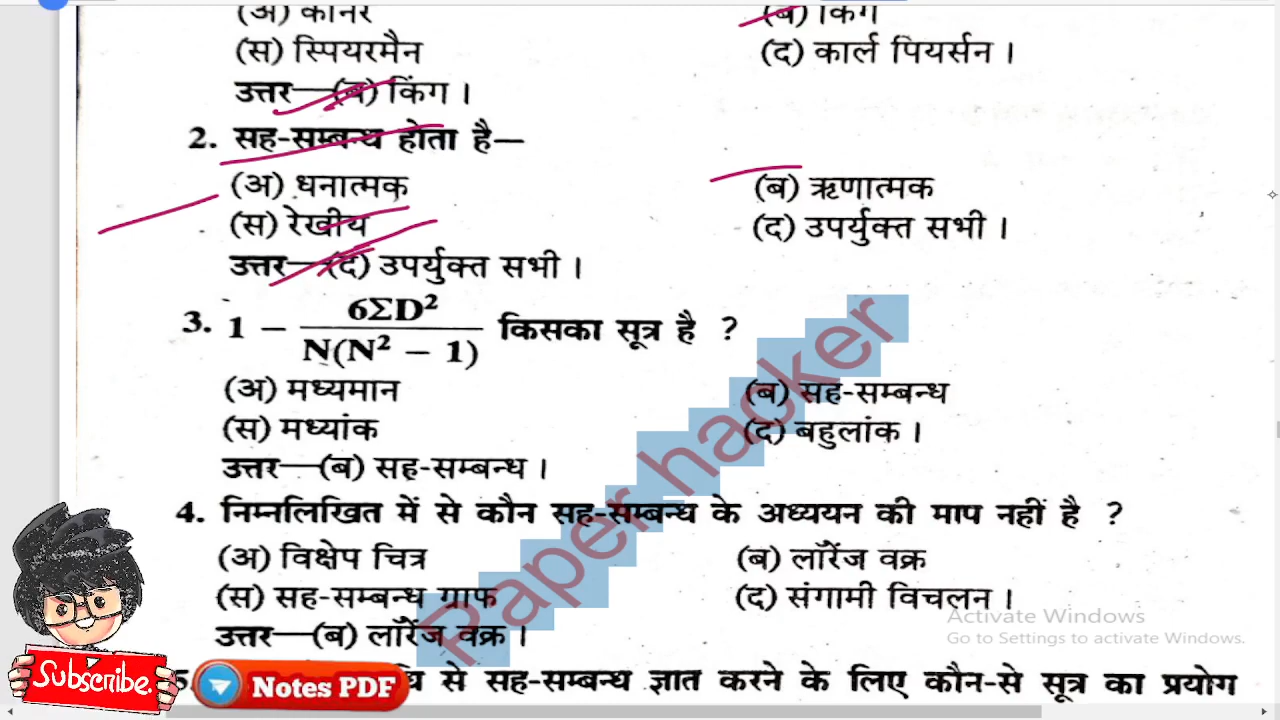 (अ) कॉनर (ब) किंग
(स) स्पियरमैन (द) कार्ल पियर्सन ।
उत्तर—(ब) किंग ।
2. सह-सम्बन्ध होता है—
(अ) धनात्मक (ब) ऋणात्मक
(स) रेखीय (द) उपर्युक्त सभी ।
उत्तर—(द) उपर्युक्त सभी ।
3. 1 − 6ΣD² / N(N² − 1) किसका सूत्र है ?
(अ) मध्यमान (ब) सह-सम्बन्ध
(स) मध्यांक (द) बहुलांक ।
उत्तर—(ब) सह-सम्बन्ध ।
4. निम्नलिखित में से कौन सह-सम्बन्ध के अध्ययन की माप नहीं है ?
(अ) विक्षेप चित्र (ब) लॉरेंज वक्र
(स) सह-सम्बन्ध ग्राफ (द) संगामी विचलन ।
उत्तर—(ब) लॉरेंज वक्र ।
5. से सह-सम्बन्ध ज्ञात करने के लिए कौन-से सूत्र का प्रयोग
Paper hacker
Activate Windows
Go to Settings to activate Windows.
Subscribe.
Notes PDF